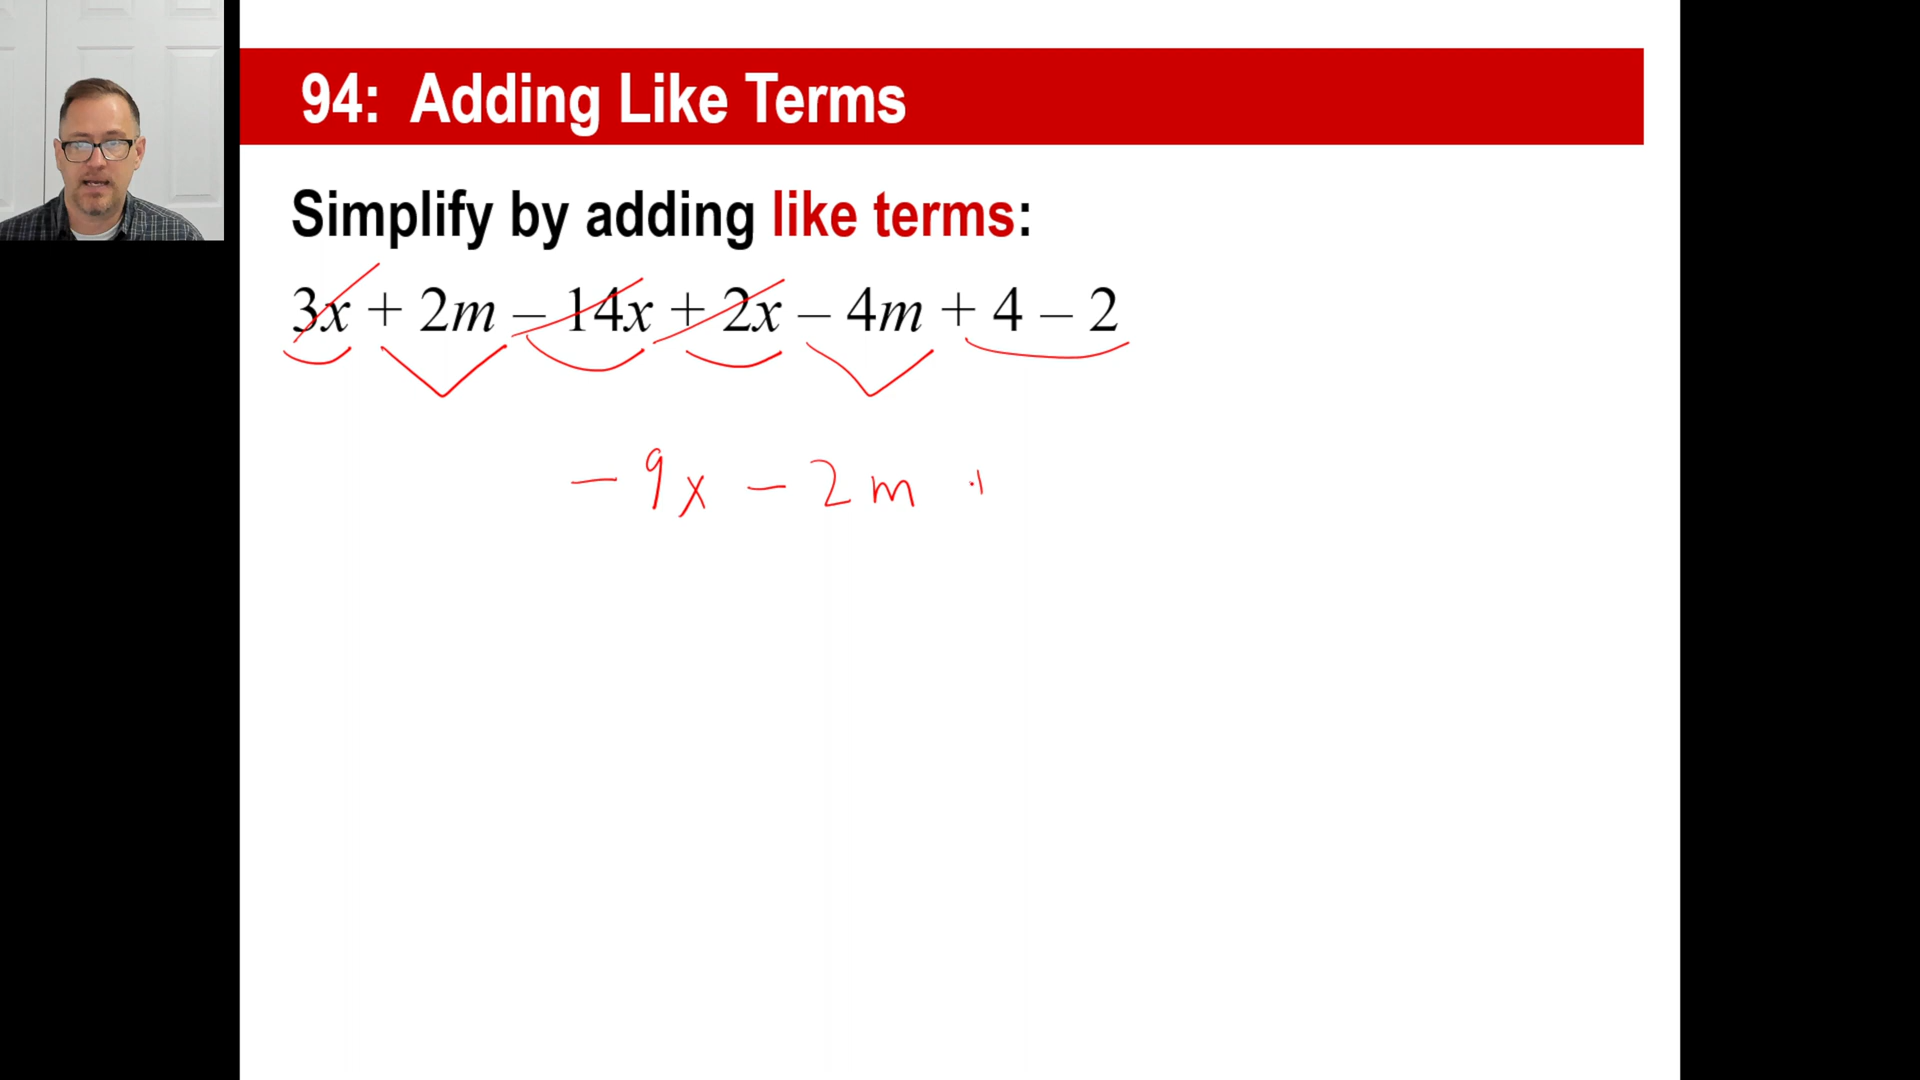 94: Adding Like Terms
Simplify by adding like terms:
3x + 2m – 14x + 2x – 4m + 4 – 2
– 9x – 2m +